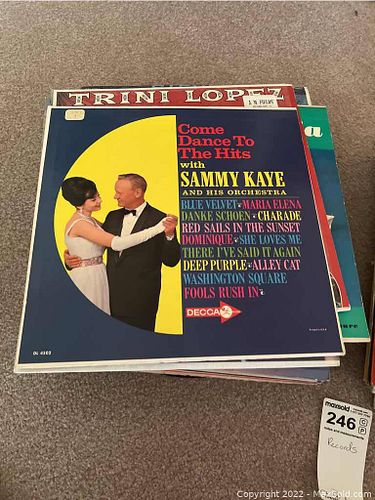 TRINI LOPEZ
Come
Dance To
The Hits
with
SAMMY KAYE
AND HIS ORCHESTRA
BLUE VELVET • MARIA ELENA
DANKE SCHOEN • CHARADE
RED SAILS IN THE SUNSET
DOMINIQUE • SHE LOVES ME
THERE I'VE SAID IT AGAIN
DEEP PURPLE • ALLEY CAT
WASHINGTON SQUARE
FOOLS RUSH IN
DECCA
DL 4502
a
maxsold
246
C
P
Records
Copyright © 2022 - MaxSold.com